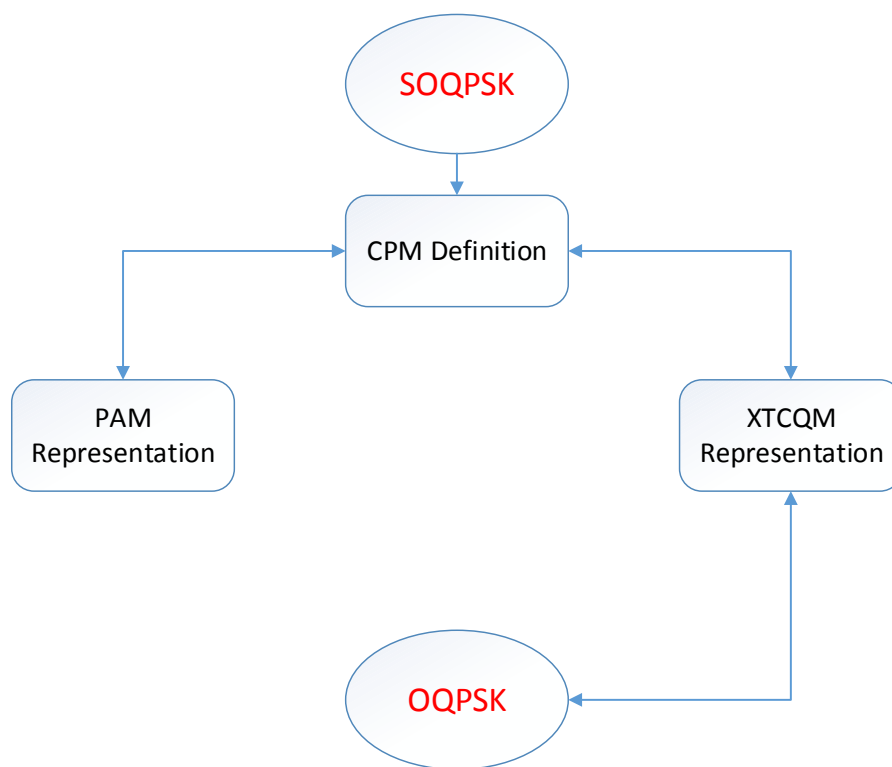 SOQPSK
CPM Definition
PAM
Representation
XTCQM
Representation
OQPSK